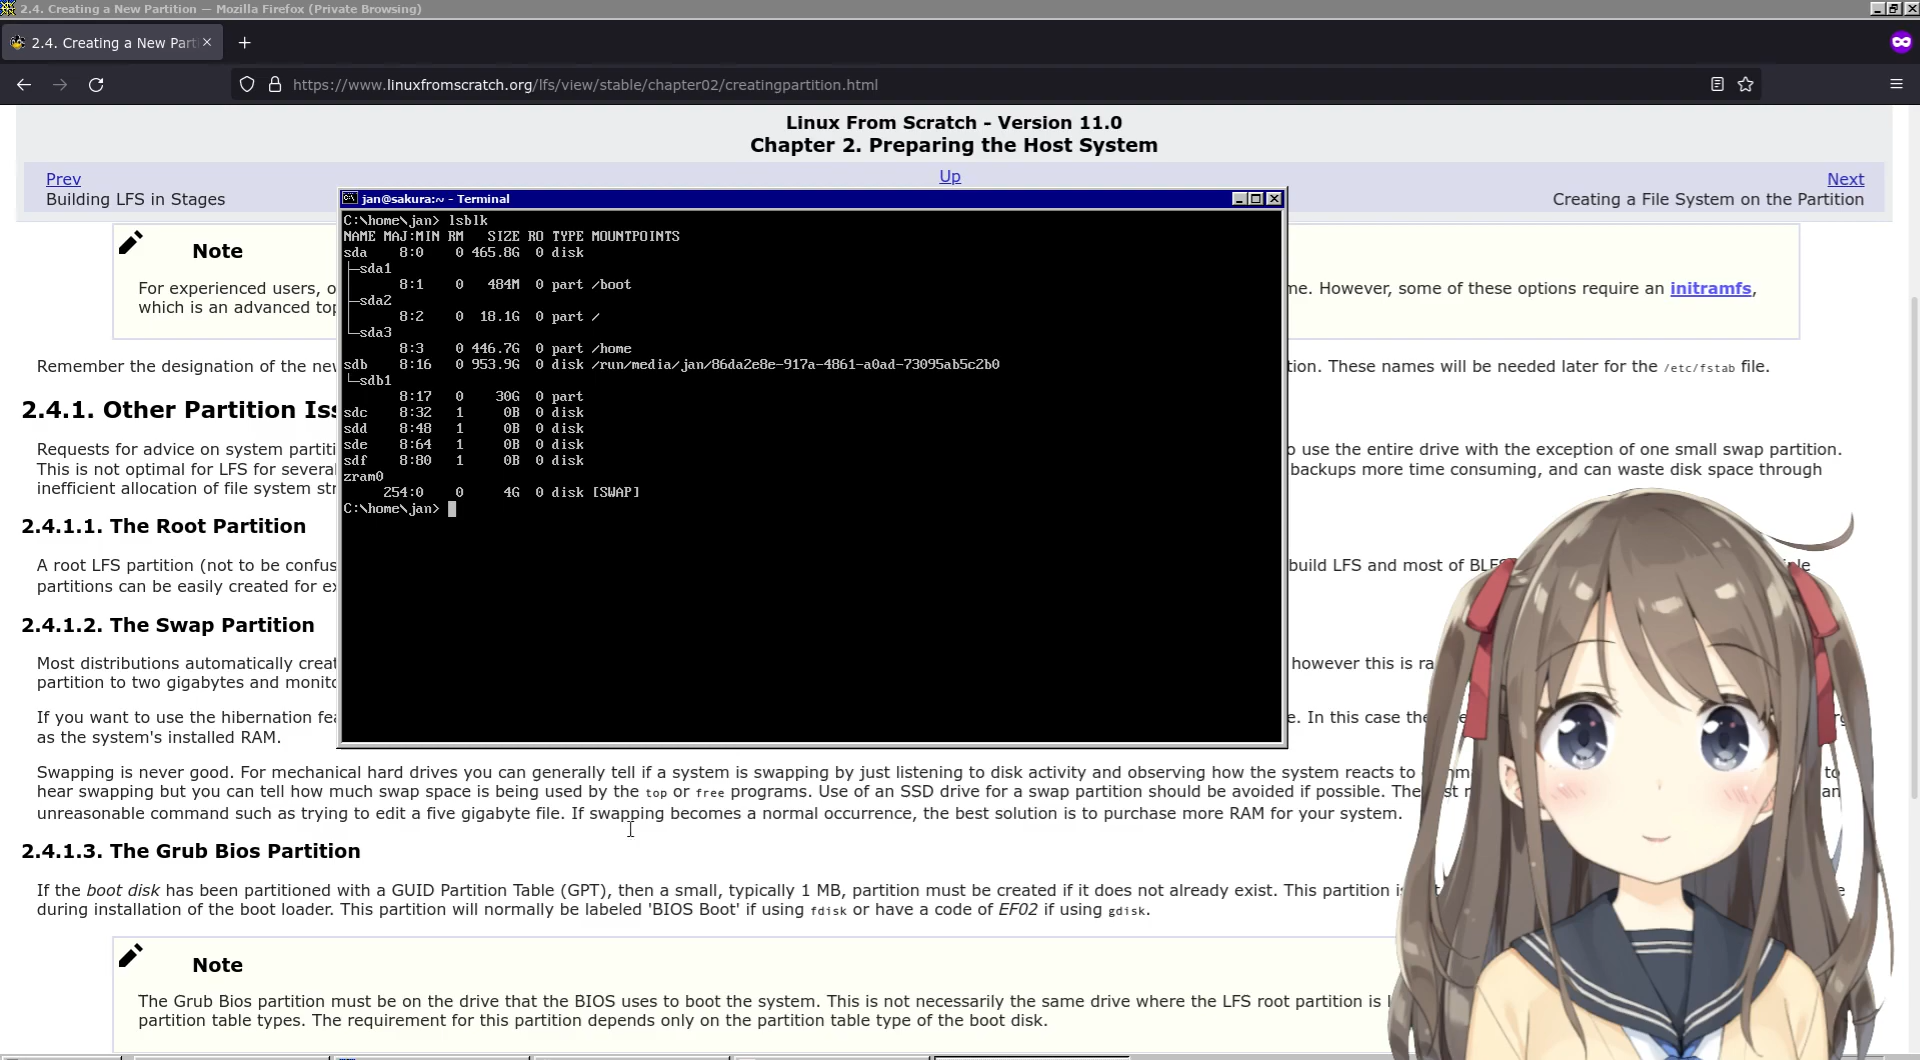 2.4. Creating a New Partition — Mozilla Firefox (Private Browsing)
2.4. Creating a New Parti
https://www.linuxfromscratch.org/lfs/view/stable/chapter02/creatingpartition.html
Linux From Scratch - Version 11.0
Chapter 2. Preparing the Host System
Prev
Up
Next
Building LFS in Stages
Creating a File System on the Partition
jan@sakura:~ - Terminal
C:\home\jan> lsblk
NAME MAJ:MIN RM SIZE RO TYPE MOUNTPOINTS
sda 8:0 0 465.8G 0 disk
├─sda1
8:1 0 484M 0 part /boot
├─sda2
8:2 0 18.1G 0 part /
└─sda3
8:3 0 446.7G 0 part /home
sdb 8:16 0 953.9G 0 disk /run/media/jan/86da2e8e-917a-4861-a0ad-73095ab5c2b0
└─sdb1
8:17 0 30G 0 part
sdc 8:32 1 0B 0 disk
sdd 8:48 1 0B 0 disk
sde 8:64 1 0B 0 disk
sdf 8:80 1 0B 0 disk
zram0
254:0 0 4G 0 disk [SWAP]
C:\home\jan>
Note
For experienced users, o
me. However, some of these options require an initramfs,
which is an advanced top
Remember the designation of the new
tion. These names will be needed later for the /etc/fstab file.
2.4.1. Other Partition Iss
Requests for advice on system partiti
o use the entire drive with the exception of one small swap partition.
This is not optimal for LFS for several
backups more time consuming, and can waste disk space through
inefficient allocation of file system str
2.4.1.1. The Root Partition
A root LFS partition (not to be confus
build LFS and most of BLFS
ple
partitions can be easily created for ex
2.4.1.2. The Swap Partition
Most distributions automatically creat
however this is ra
partition to two gigabytes and monito
If you want to use the hibernation fea
e. In this case the
as the system's installed RAM.
Swapping is never good. For mechanical hard drives you can generally tell if a system is swapping by just listening to disk activity and observing how the system reacts to
to
hear swapping but you can tell how much swap space is being used by the top or free programs. Use of an SSD drive for a swap partition should be avoided if possible. The
an
unreasonable command such as trying to edit a five gigabyte file. If swapping becomes a normal occurrence, the best solution is to purchase more RAM for your system.
2.4.1.3. The Grub Bios Partition
If the boot disk has been partitioned with a GUID Partition Table (GPT), then a small, typically 1 MB, partition must be created if it does not already exist. This partition is
during installation of the boot loader. This partition will normally be labeled 'BIOS Boot' if using fdisk or have a code of EF02 if using gdisk.
Note
The Grub Bios partition must be on the drive that the BIOS uses to boot the system. This is not necessarily the same drive where the LFS root partition is
partition table types. The requirement for this partition depends only on the partition table type of the boot disk.